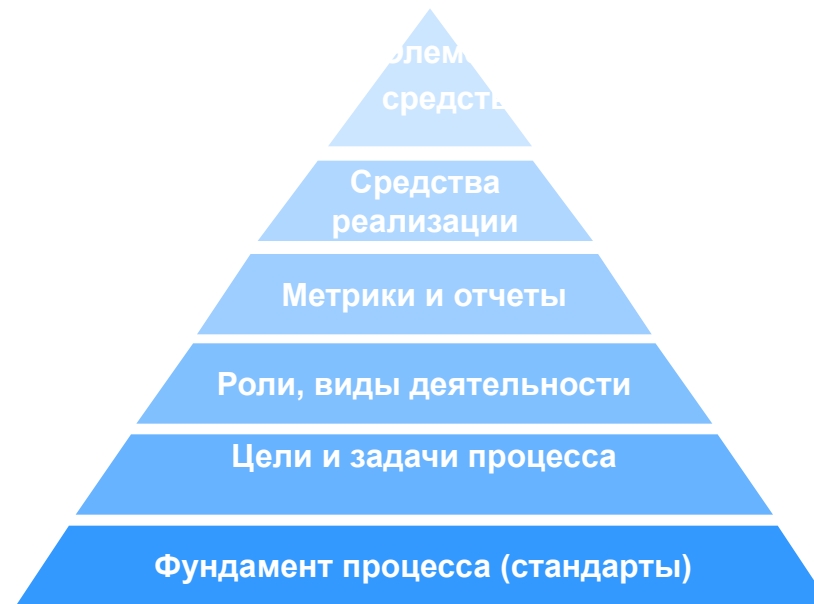 Средства
реализации
Метрики и отчеты
Роли, виды деятельности
Цели и задачи процесса
Фундамент процесса (стандарты)